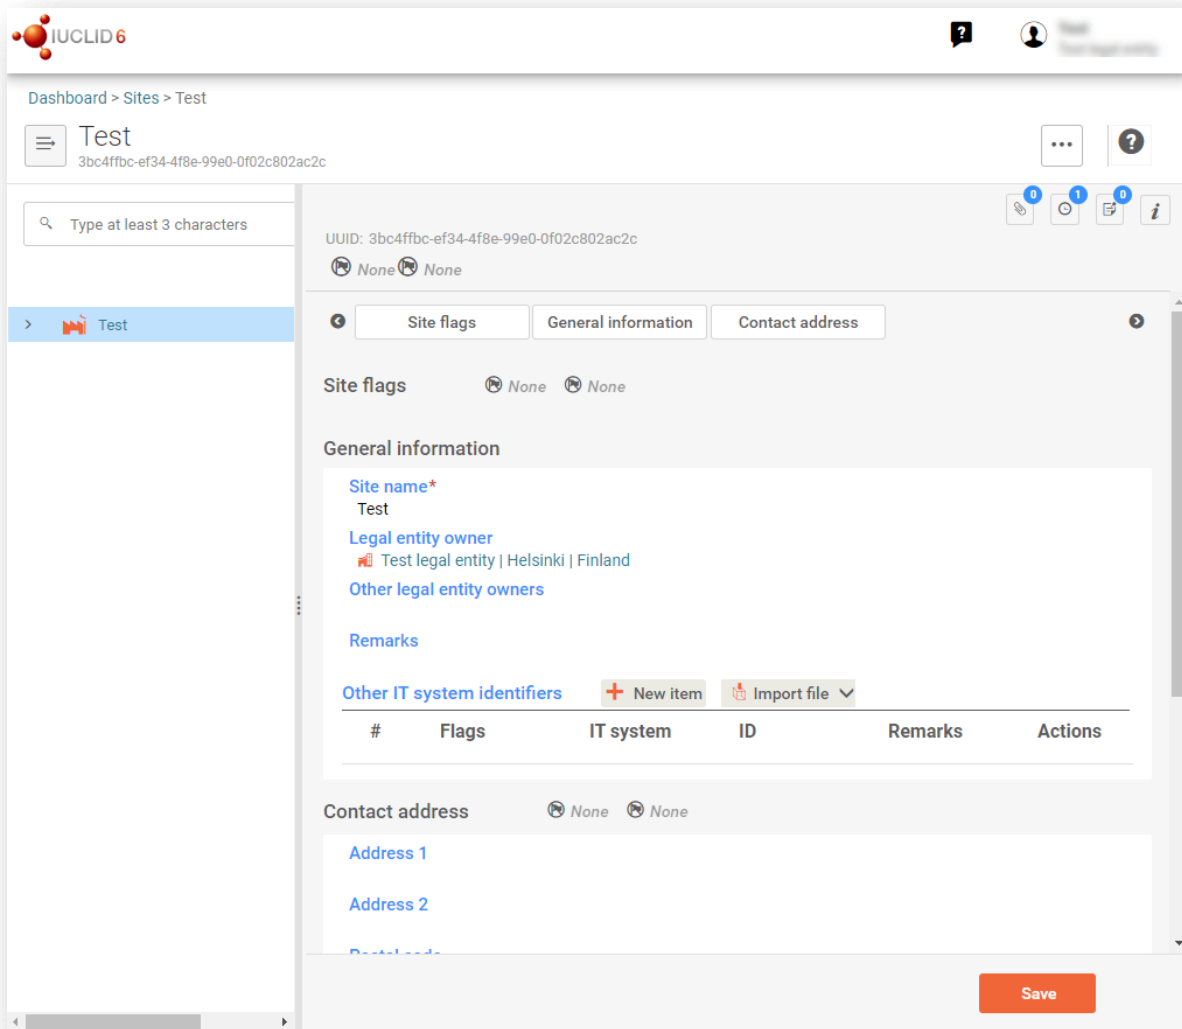 IUCLID 6
Dashboard > Sites > Test
Test
3bc4ffbc-ef34-4f8e-99e0-0f02c802ac2c
Type at least 3 characters
0 1 0
UUID: 3bc4ffbc-ef34-4f8e-99e0-0f02c802ac2c
None None
Test
Site flags General information Contact address
Site flags None None
General information
Site name*
Test
Legal entity owner
Test legal entity | Helsinki | Finland
Other legal entity owners
Remarks
Other IT system identifiers New item Import file
# Flags IT system ID Remarks Actions
Contact address None None
Address 1
Address 2
Save